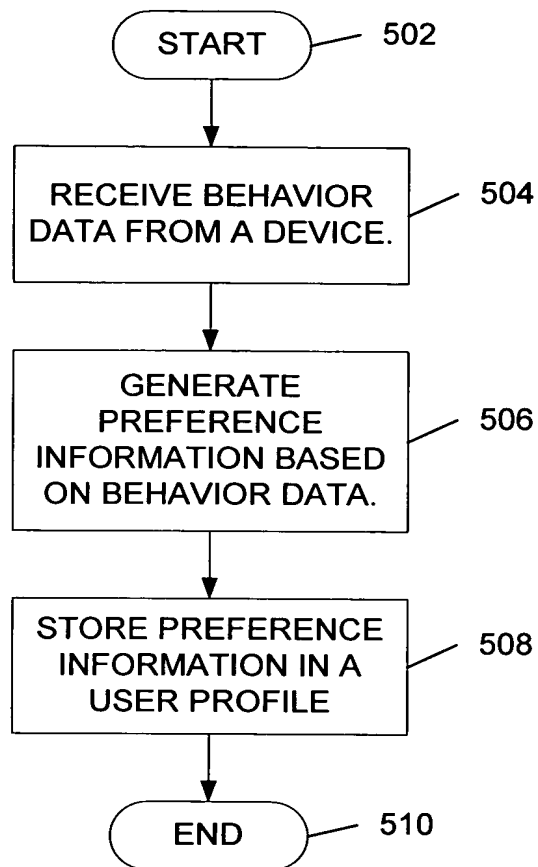 START
502
RECEIVE BEHAVIOR
DATA FROM A DEVICE.
504
GENERATE
PREFERENCE
INFORMATION BASED
ON BEHAVIOR DATA.
506
STORE PREFERENCE
INFORMATION IN A
USER PROFILE
508
END
510